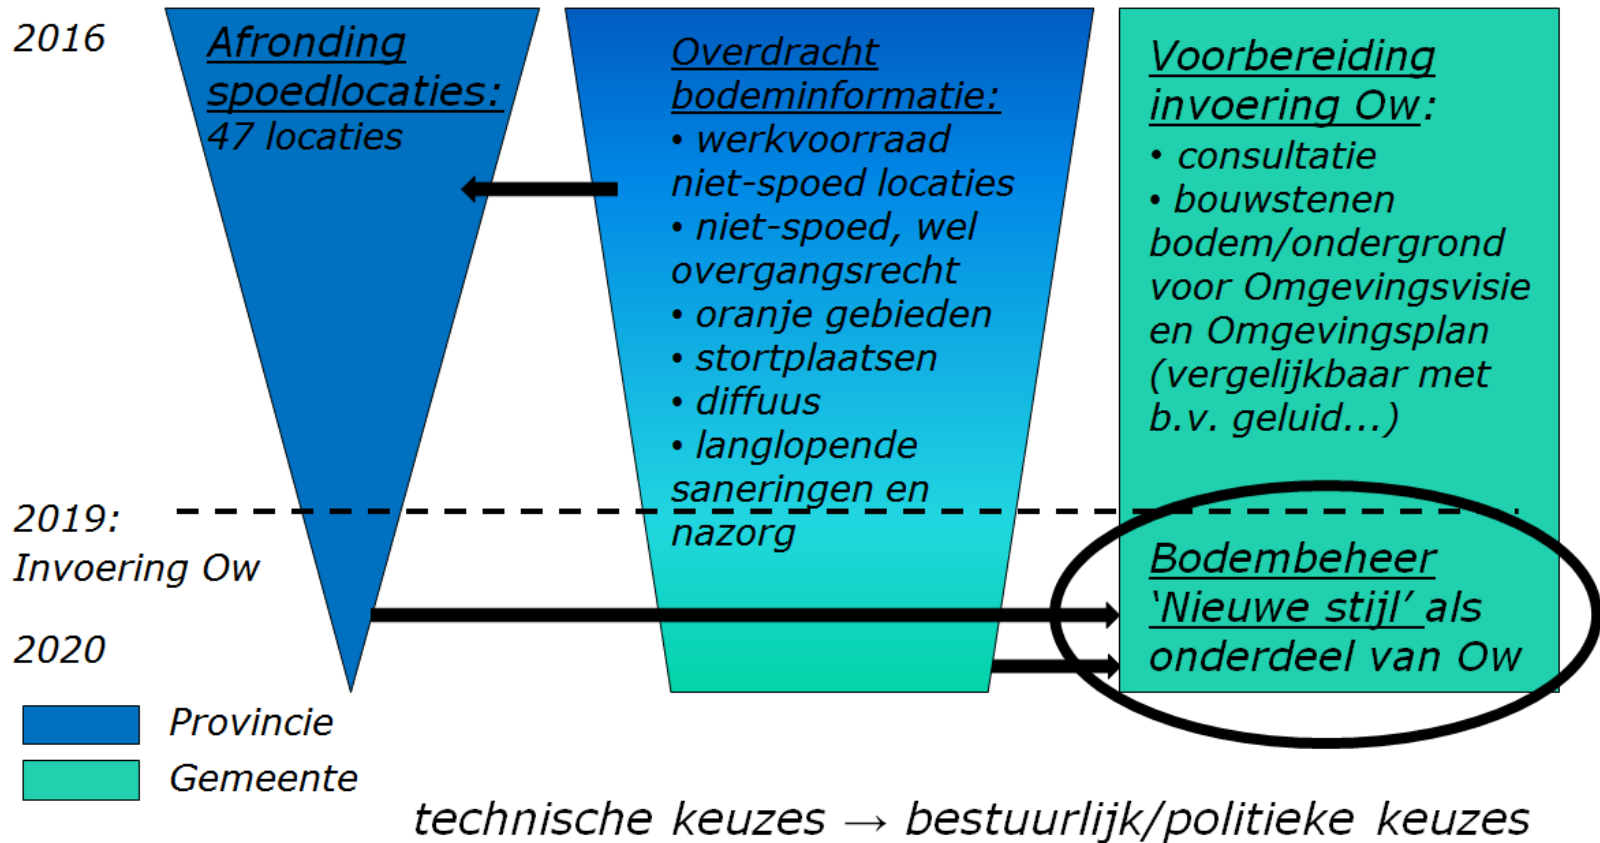 2016
Afronding
spoedlocaties:
47 locaties
Overdracht
bodeminformatie:
• werkvoorraad
niet-spoed locaties
• niet-spoed, wel
overgangsrecht
• oranje gebieden
• stortplaatsen
• diffuus
• langlopende
saneringen en
nazorg
Voorbereiding
invoering Ow:
• consultatie
• bouwstenen
bodem/ondergrond
voor Omgevingsvisie
en Omgevingsplan
(vergelijkbaar met
b.v. geluid...)
2019:
Invoering Ow
Bodembeheer
‘Nieuwe stijl’ als
onderdeel van Ow
2020
Provincie
Gemeente
technische keuzes → bestuurlijk/politieke keuzes